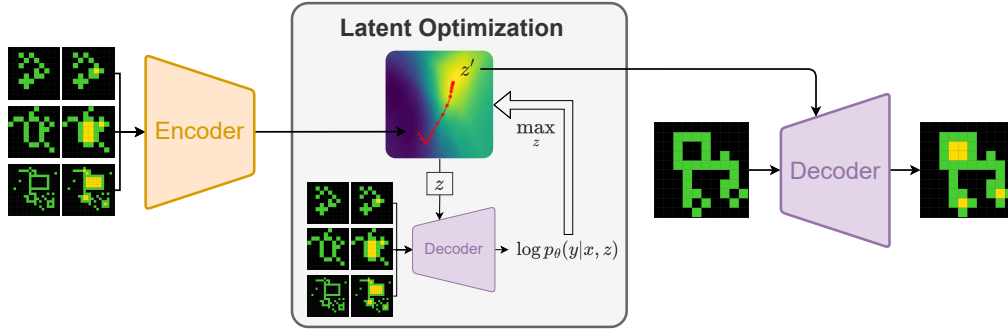 Latent Optimization
Encoder
z′
max
z
z
Decoder
log pθ(y|x, z)
Decoder